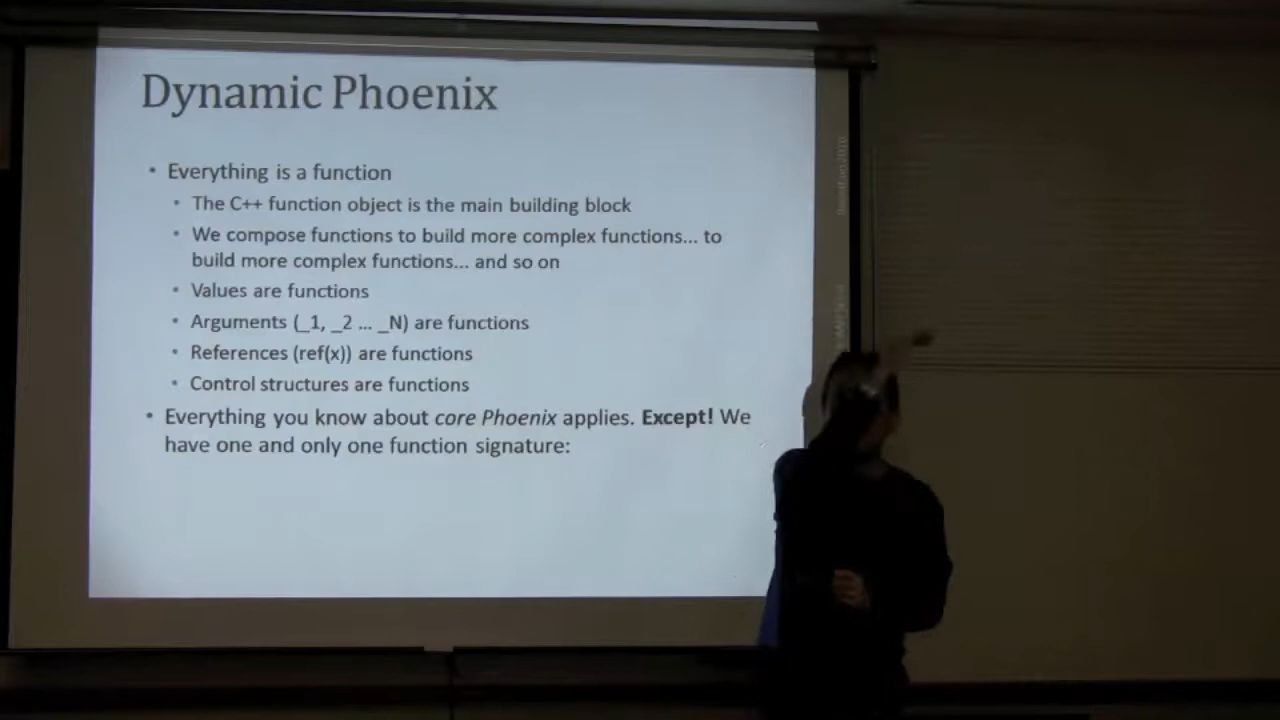 Dynamic Phoenix
• Everything is a function
• The C++ function object is the main building block
• We compose functions to build more complex functions... to
build more complex functions... and so on
• Values are functions
• Arguments (_1, _2 ... _N) are functions
• References (ref(x)) are functions
• Control structures are functions
• Everything you know about core Phoenix applies. Except! We
have one and only one function signature: